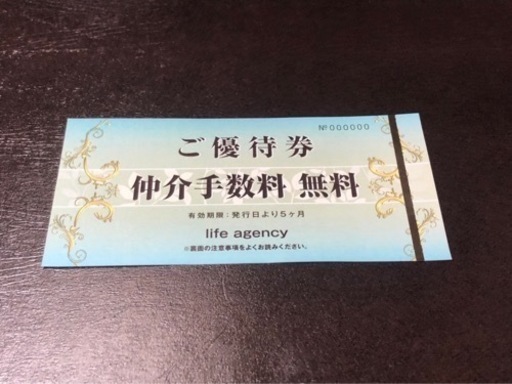 №000000
ご優待券
仲介手数料 無料
有効期限：発行日より5ヶ月
life agency
※裏面の注意事項をよくお読みください。